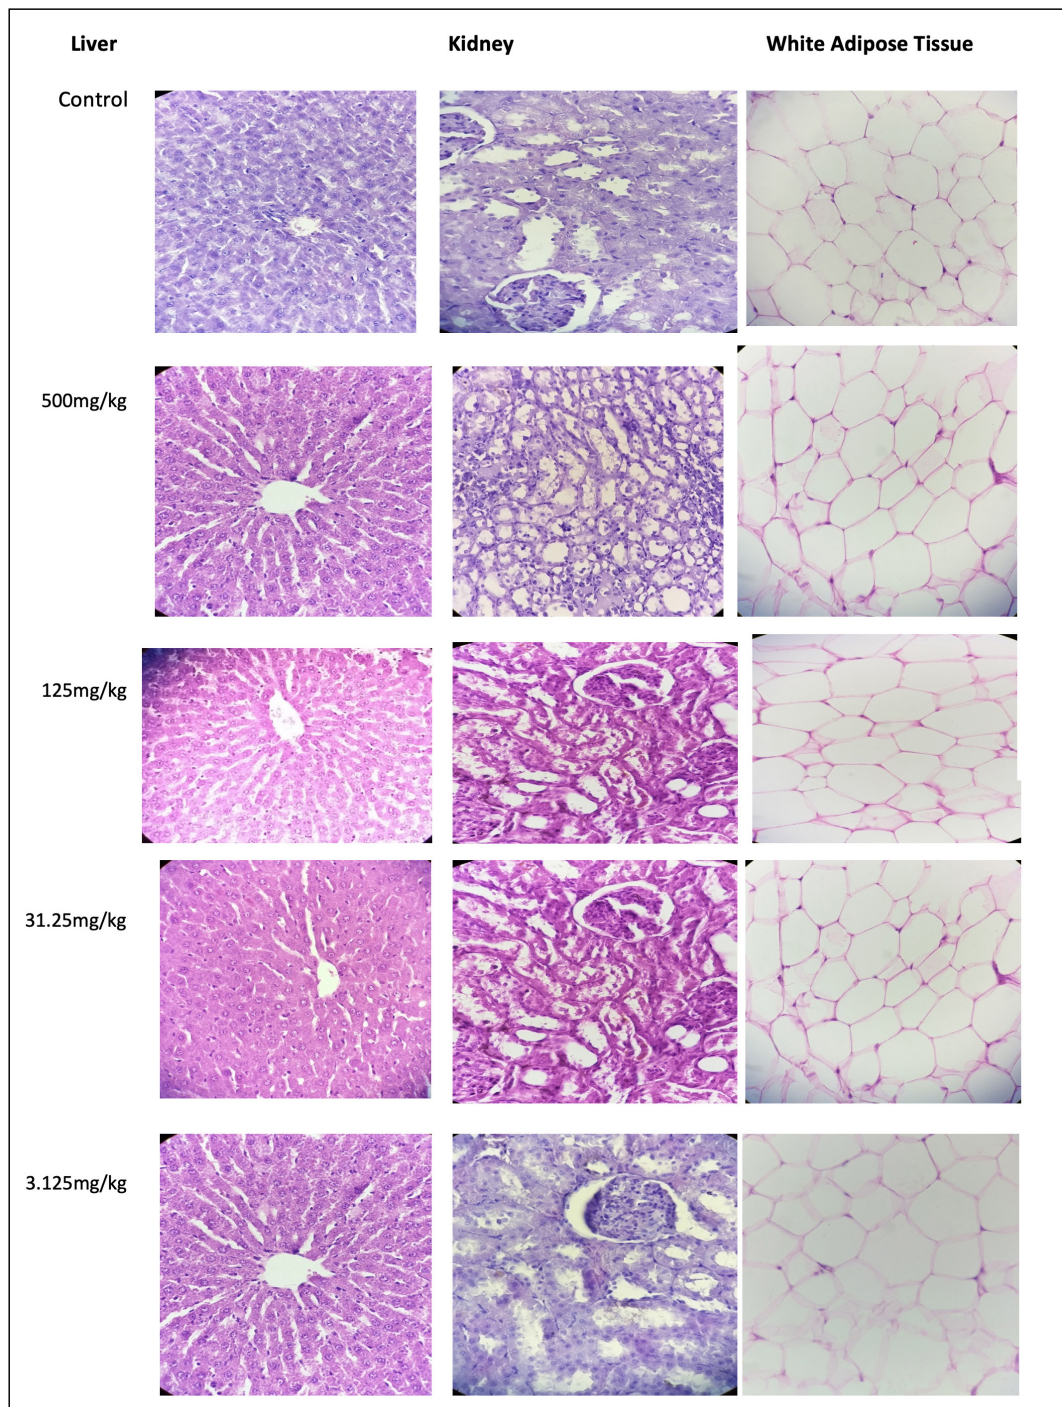 Liver Kidney White Adipose Tissue
Control
500mg/kg
125mg/kg
31.25mg/kg
3.125mg/kg